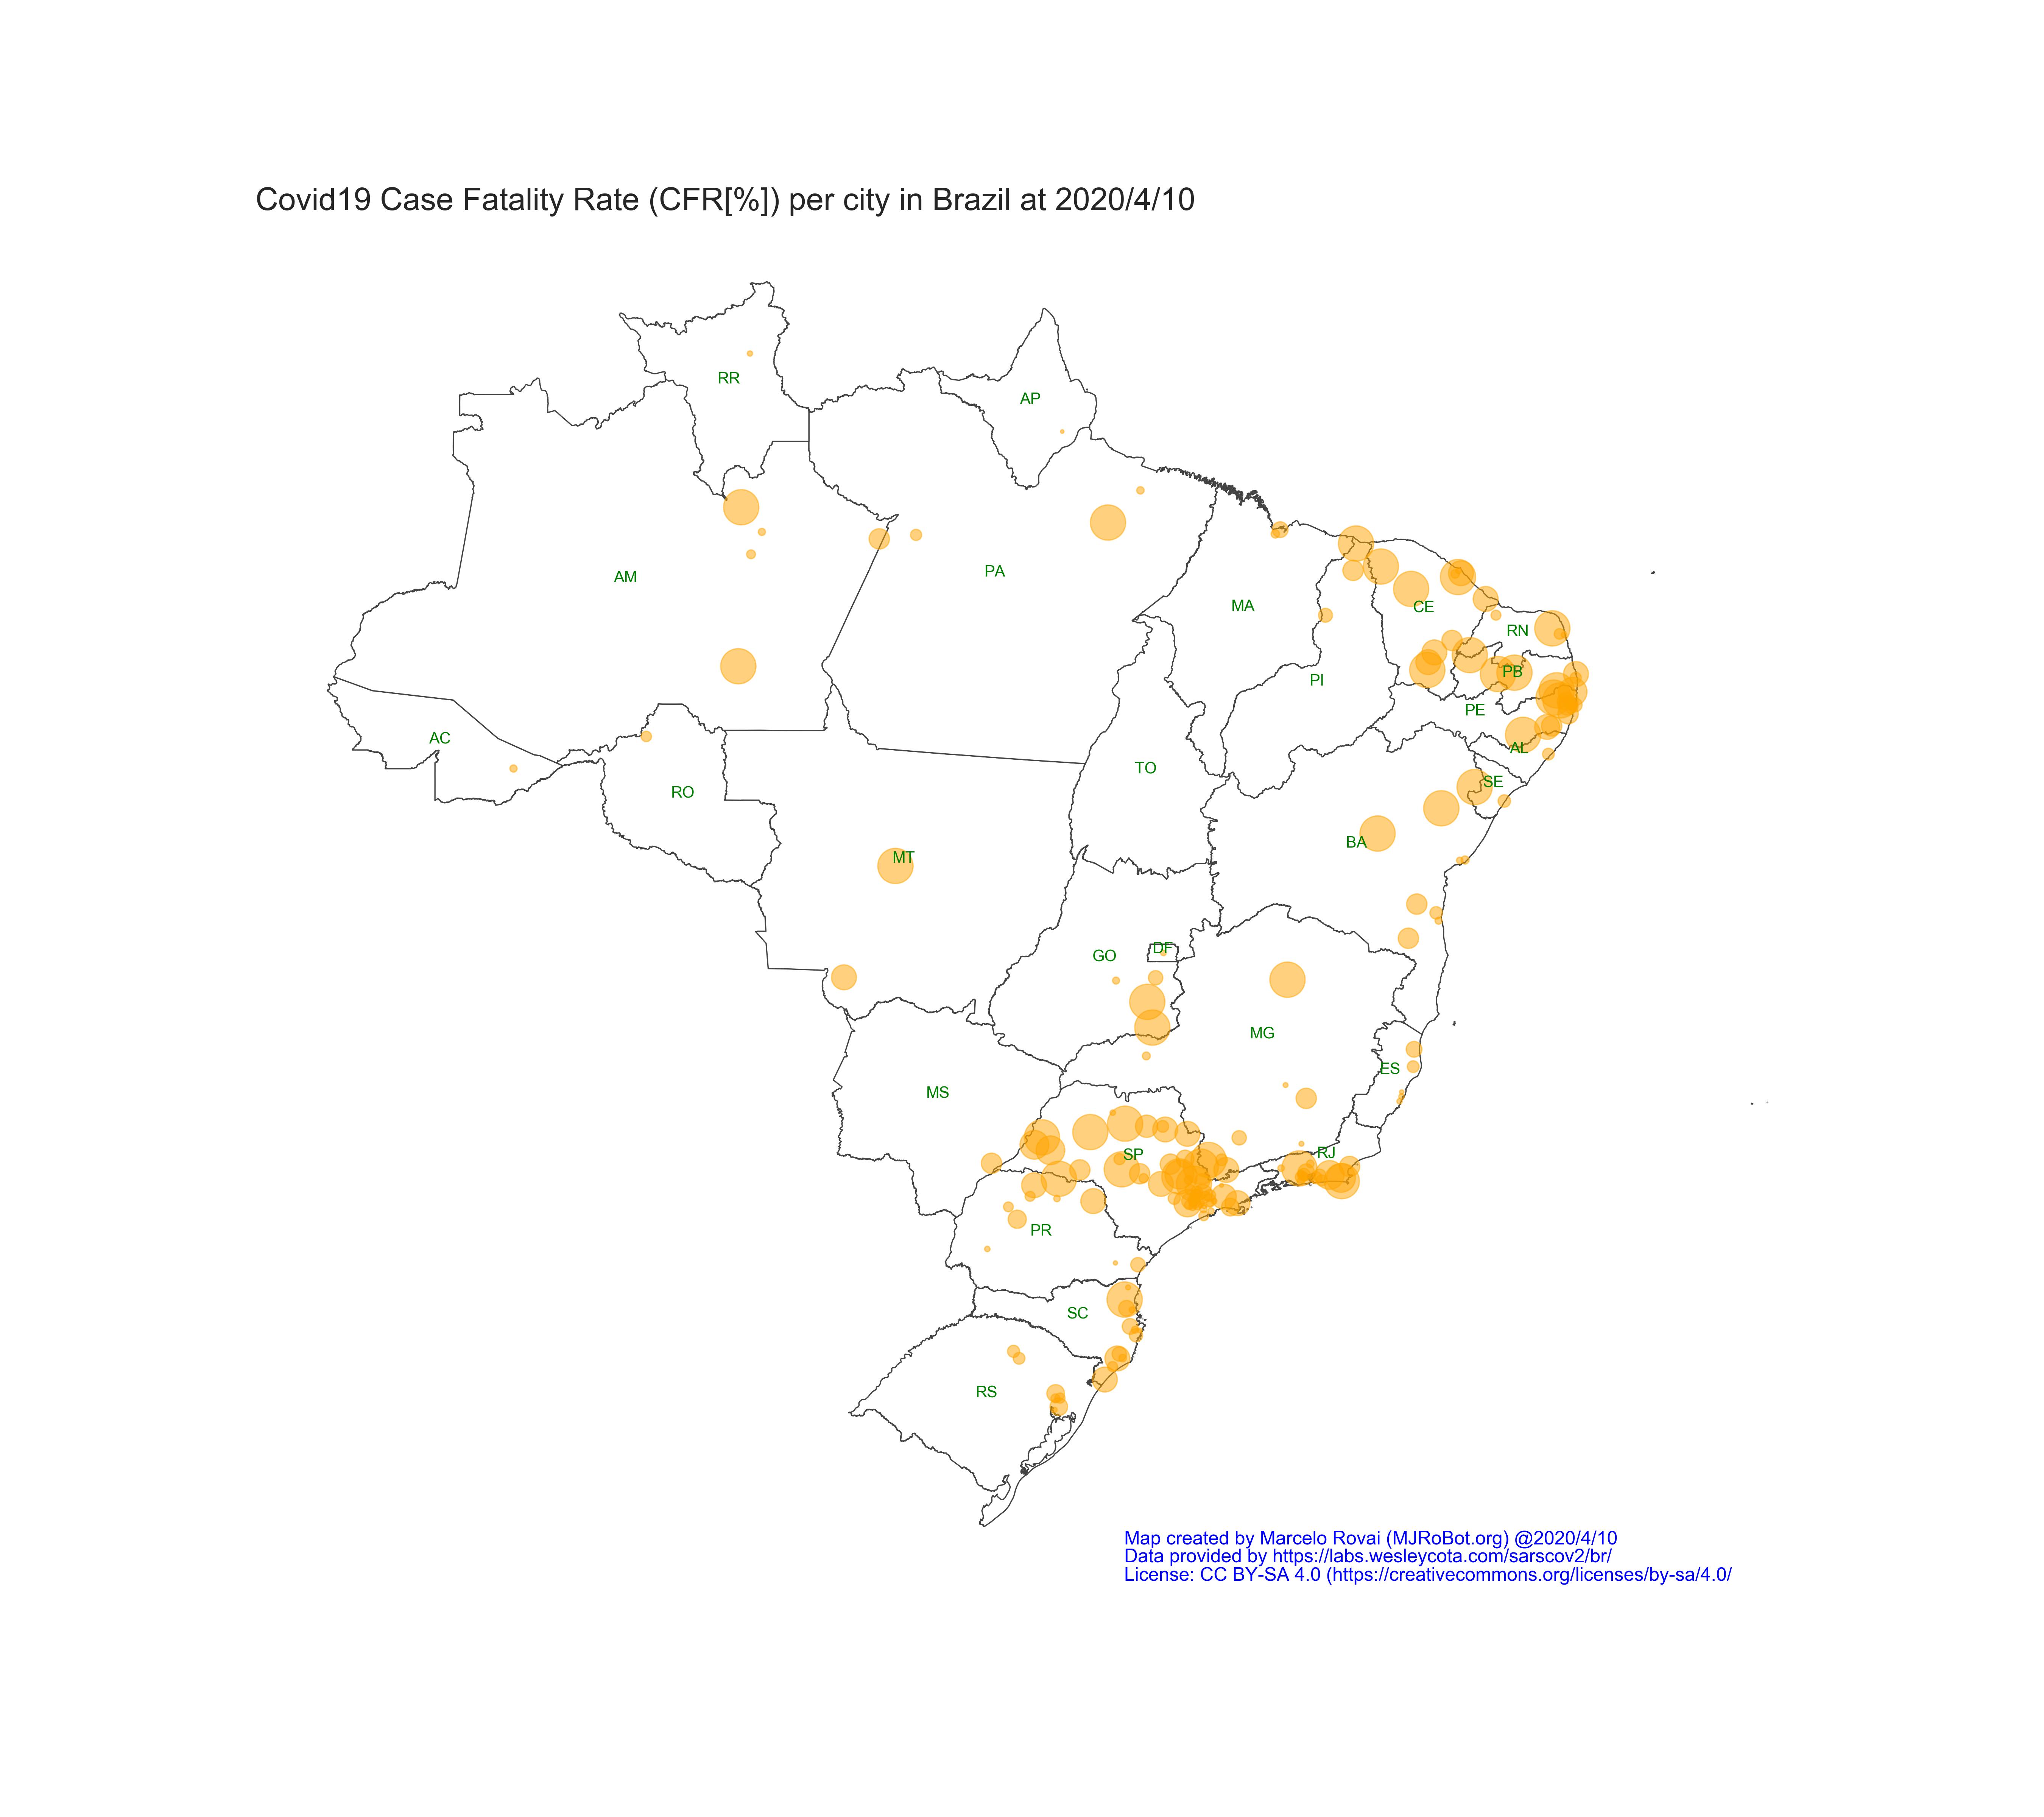 Covid19 Case Fatality Rate (CFR[%]) per city in Brazil at 2020/4/10
RR
AP
AM
PA
MA
CE
RN
PB
PI
PE
AC
AL
TO
SE
RO
BA
MT
DF
GO
MG
ES
MS
RJ
SP
PR
SC
RS
Map created by Marcelo Rovai (MJRoBot.org) @2020/4/10
Data provided by https://labs.wesleycota.com/sarscov2/br/
License: CC BY-SA 4.0 (https://creativecommons.org/licenses/by-sa/4.0/